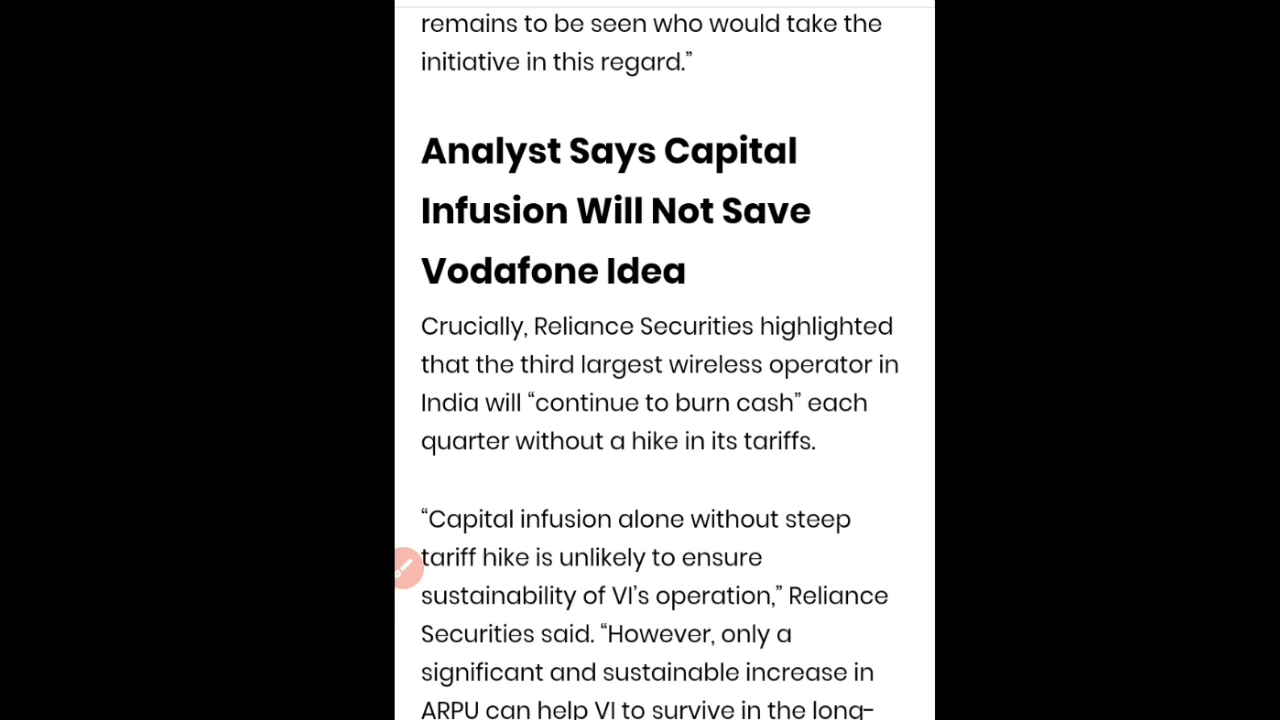 remains to be seen who would take the
initiative in this regard.”
Analyst Says Capital
Infusion Will Not Save
Vodafone Idea
Crucially, Reliance Securities highlighted
that the third largest wireless operator in
India will “continue to burn cash” each
quarter without a hike in its tariffs.
“Capital infusion alone without steep
tariff hike is unlikely to ensure
sustainability of VI’s operation,” Reliance
Securities said. “However, only a
significant and sustainable increase in
ARPU can help VI to survive in the long-